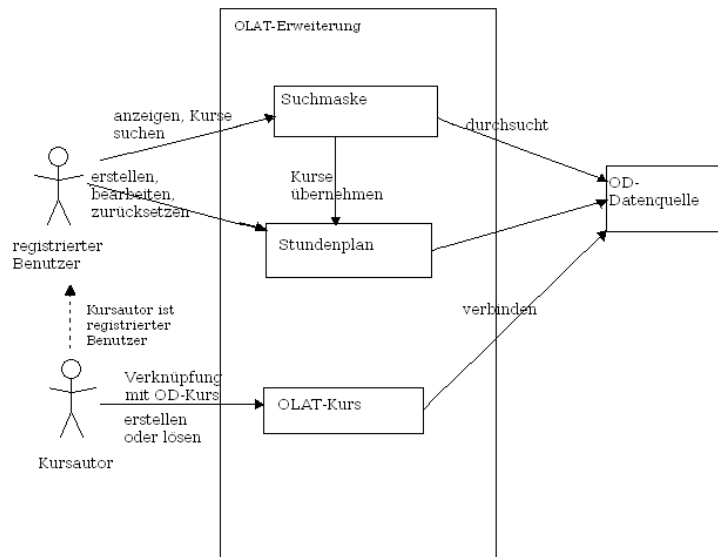 OLAT-Erweiterung
Suchmaske
anzeigen, Kurse
suchen
durchsucht
erstellen,
bearbeiten,
zurücksetzen
Kurse
übernehmen
OD-
Datenquelle
registrierter
Benutzer
Stundenplan
Kursautor ist
registrierter
Benutzer
verbinden
Verknüpfung
mit OD-Kurs
erstellen
oder lösen
OLAT-Kurs
Kursautor